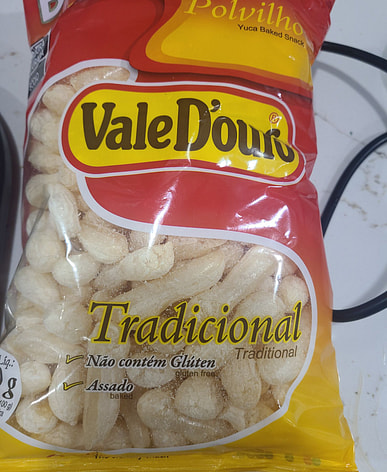 Polvilho
Yuca Baked Snack
ValeD'ouro
®
Tradicional
Traditional
✓ Não contém Glúten
gluten free
✓ Assado
baked
g